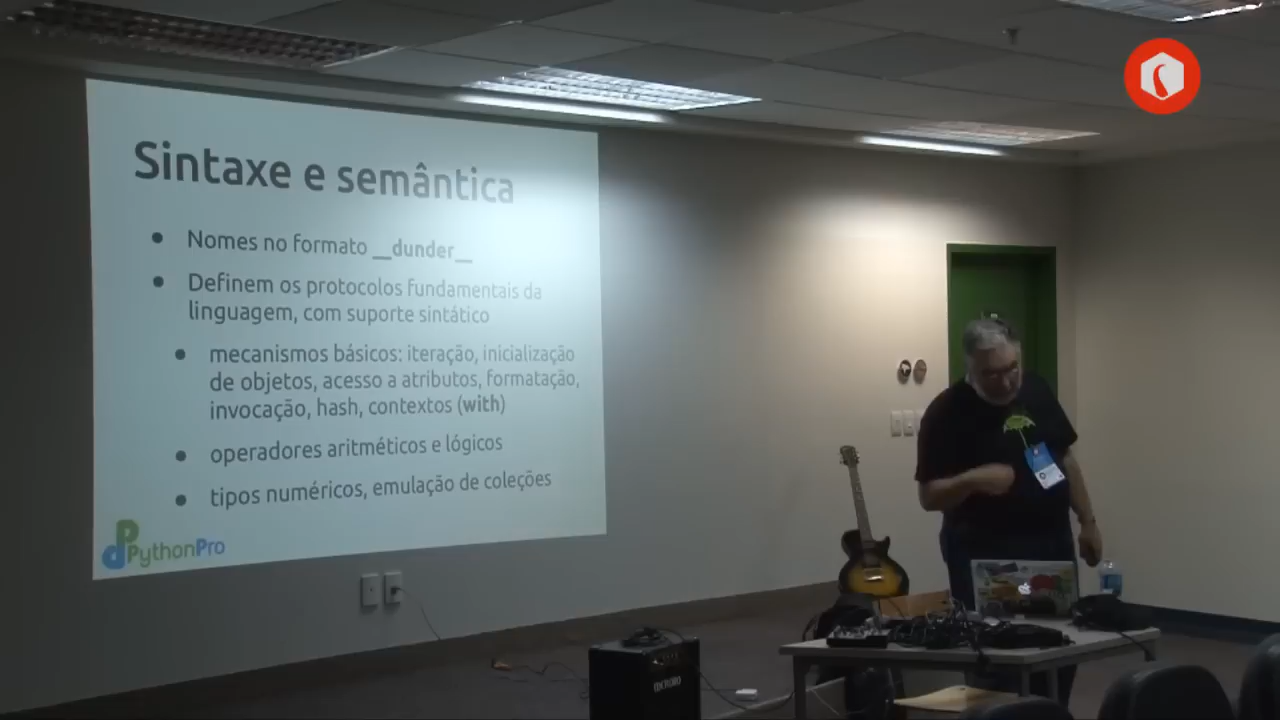 Sintaxe e semântica
• Nomes no formato __dunder__
• Definem os protocolos fundamentais da
linguagem, com suporte sintático
• mecanismos básicos: iteração, inicialização
de objetos, acesso a atributos, formatação,
invocação, hash, contextos (with)
• operadores aritméticos e lógicos
• tipos numéricos, emulação de coleções
PythonPro